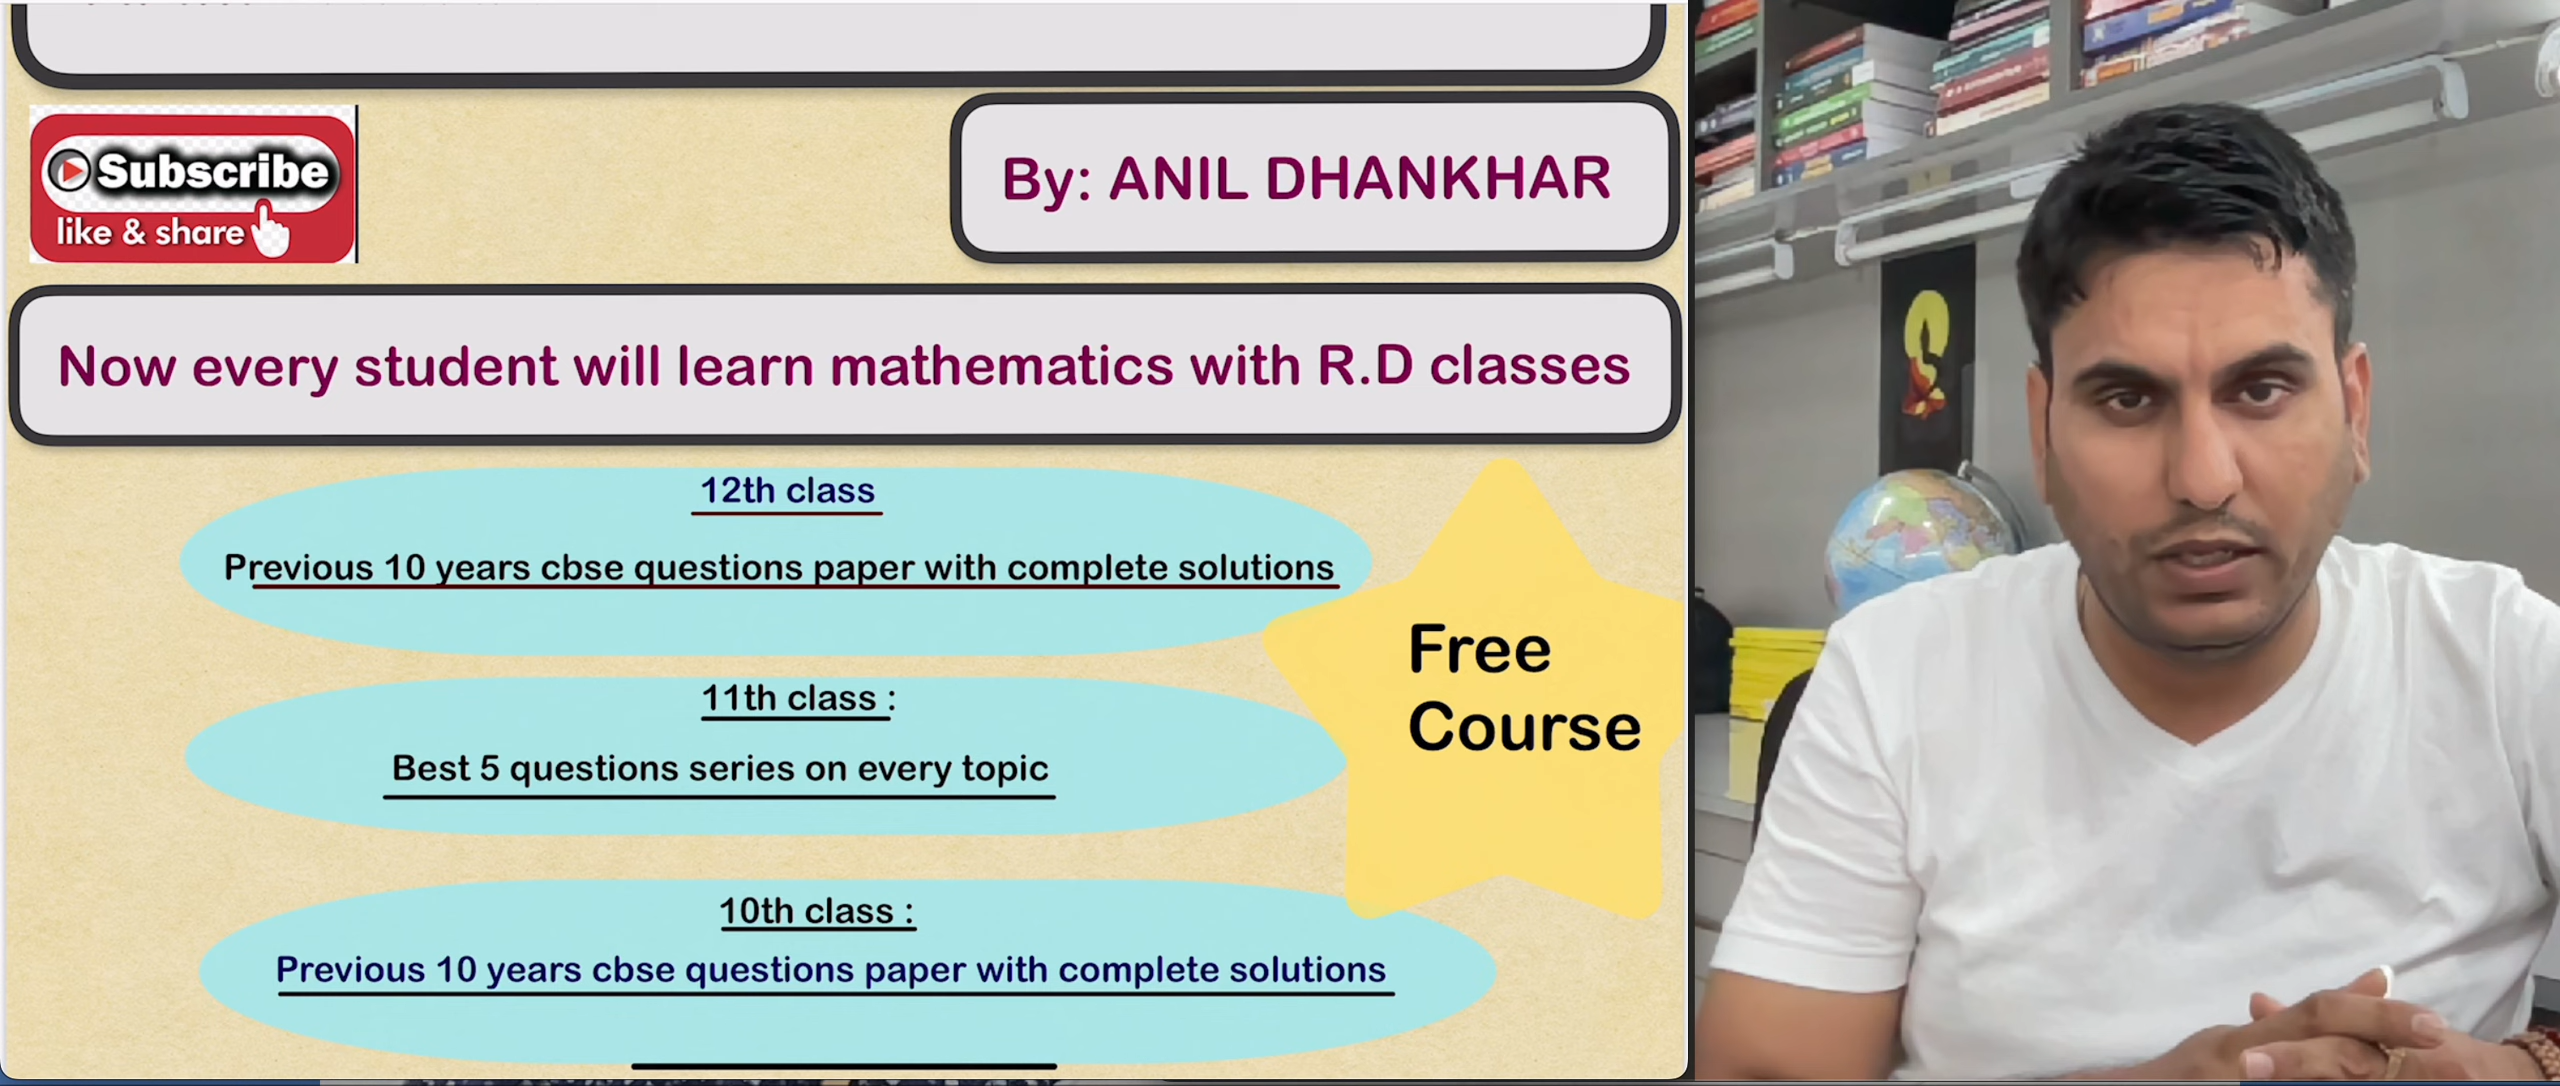 Subscribe
like & share
By: ANIL DHANKHAR
Now every student will learn mathematics with R.D classes
12th class
Previous 10 years cbse questions paper with complete solutions
11th class :
Best 5 questions series on every topic
10th class :
Previous 10 years cbse questions paper with complete solutions
Free
Course